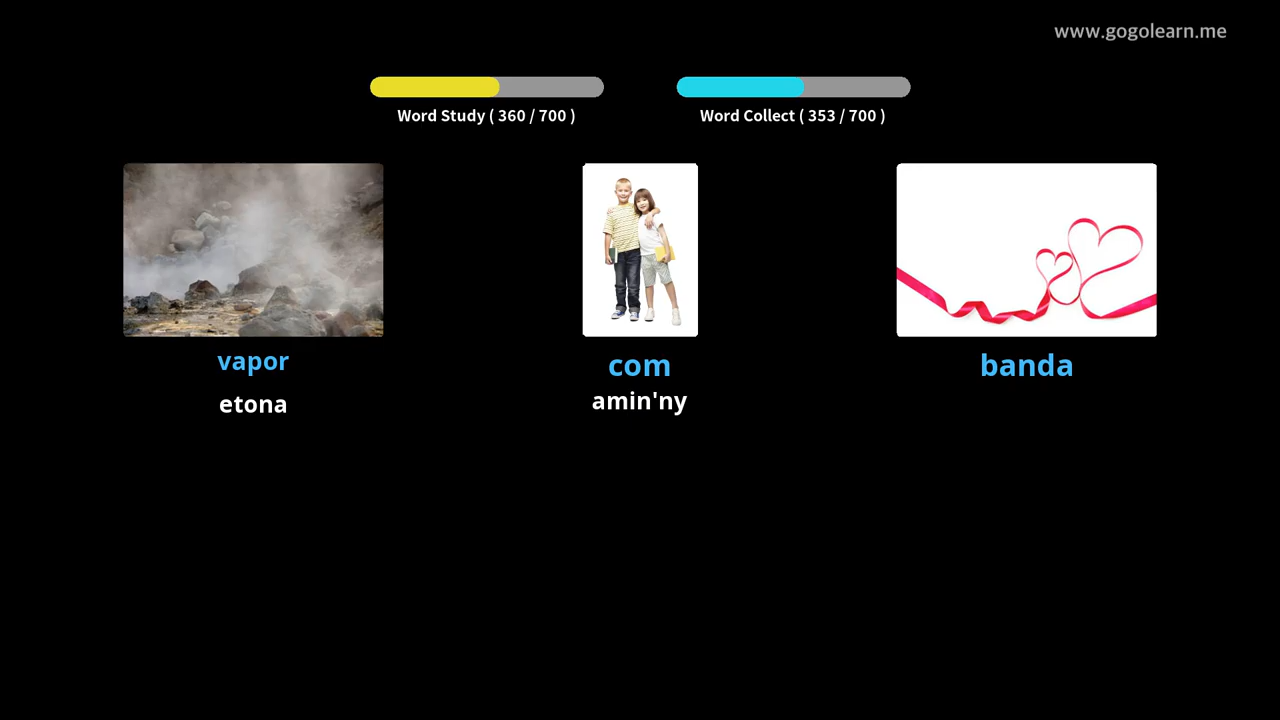 www.gogolearn.me
Word Study ( 360 / 700 )
Word Collect ( 353 / 700 )
vapor
com
banda
etona
amin'ny